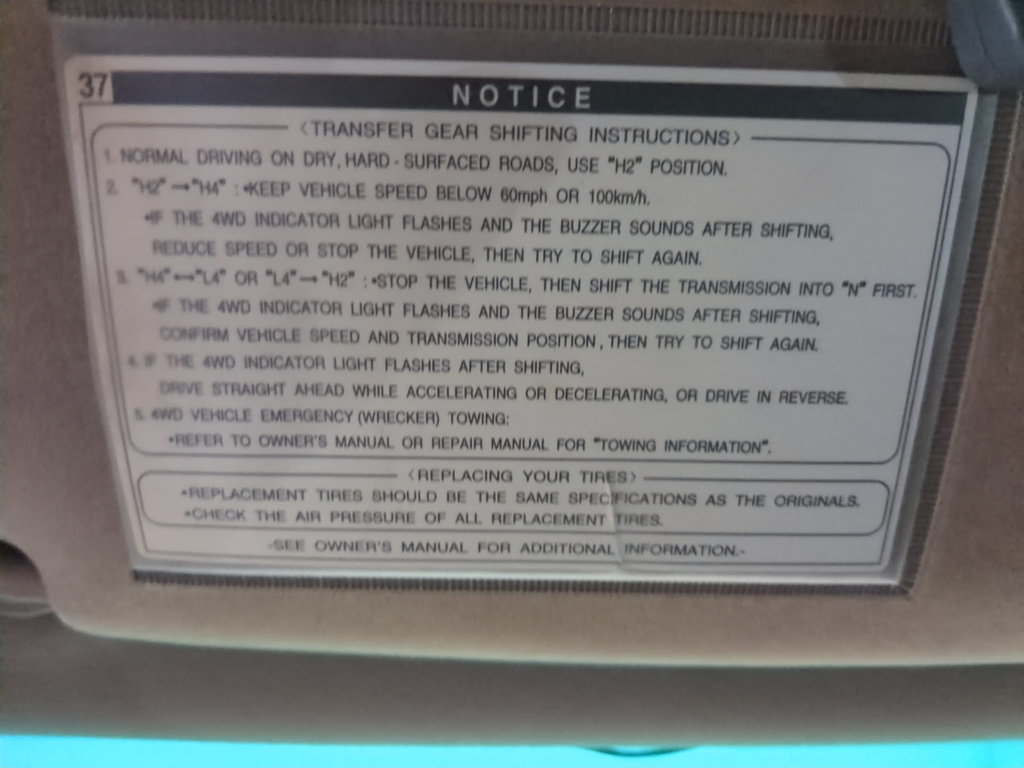 37
NOTICE
〈TRANSFER GEAR SHIFTING INSTRUCTIONS〉
1. NORMAL DRIVING ON DRY, HARD - SURFACED ROADS, USE "H2" POSITION.
2. "H2"→"H4" : •KEEP VEHICLE SPEED BELOW 60mph OR 100km/h.
•IF THE 4WD INDICATOR LIGHT FLASHES AND THE BUZZER SOUNDS AFTER SHIFTING,
REDUCE SPEED OR STOP THE VEHICLE, THEN TRY TO SHIFT AGAIN.
3. "H4"↔"L4" OR "L4"→"H2" : •STOP THE VEHICLE, THEN SHIFT THE TRANSMISSION INTO "N" FIRST.
•IF THE 4WD INDICATOR LIGHT FLASHES AND THE BUZZER SOUNDS AFTER SHIFTING,
CONFIRM VEHICLE SPEED AND TRANSMISSION POSITION, THEN TRY TO SHIFT AGAIN.
4. IF THE 4WD INDICATOR LIGHT FLASHES AFTER SHIFTING,
DRIVE STRAIGHT AHEAD WHILE ACCELERATING OR DECELERATING, OR DRIVE IN REVERSE.
5. 4WD VEHICLE EMERGENCY (WRECKER) TOWING:
•REFER TO OWNER'S MANUAL OR REPAIR MANUAL FOR "TOWING INFORMATION".
〈REPLACING YOUR TIRES〉
•REPLACEMENT TIRES SHOULD BE THE SAME SPECIFICATIONS AS THE ORIGINALS.
•CHECK THE AIR PRESSURE OF ALL REPLACEMENT TIRES.
-SEE OWNER'S MANUAL FOR ADDITIONAL INFORMATION.-